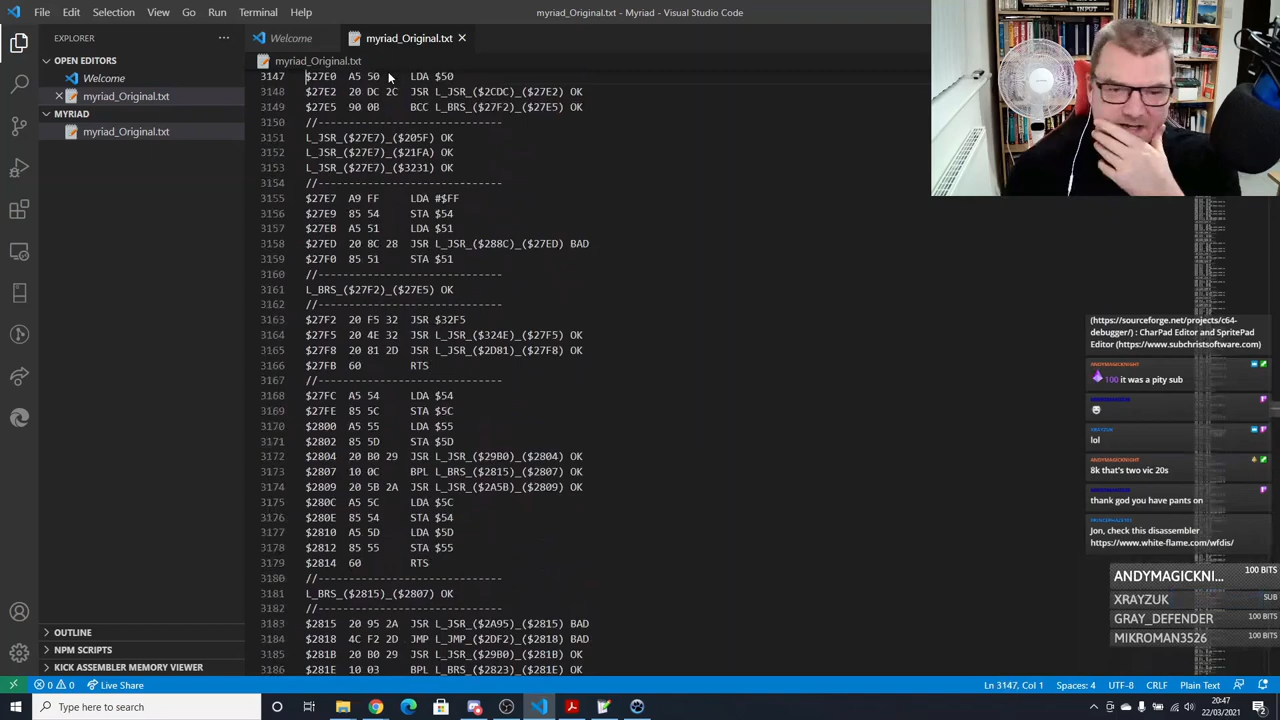 File Edit Selection View Go Run Terminal Help
myriad_Original.txt - Myriad - Visual Studio Code
EXPLORER
OPEN EDITORS
Welcome
myriad_Original.txt
MYRIAD
myriad_Original.txt
OUTLINE
NPM SCRIPTS
KICK ASSEMBLER MEMORY VIEWER
Welcome
riginal.txt
myriad_Original.txt
3147 $27E0 A5 50 LDA $50
3148
3149 $27E5 90 0B BCC L_BRS_($27F2)_($27E5) OK
3150 //------------------------------
3151 L_JSR_($27E7)_($205F) OK
3152 L_JSR_($27E7)_($21FA) OK
3153 L_JSR_($27E7)_($3231) OK
3154 //------------------------------
3155 $27E7 A9 FF LDA #$FF
3156 $27E9 85 54 STA $54
3157 $27EB A5 51 LDA $51
3158 $27ED 20 8C 28 JSR L_JSR_($288C)_($27ED) BAD
3159 $27F0 85 51 STA $51
3160 //------------------------------
3161 L_BRS_($27F2)_($27E5) OK
3162 //------------------------------
3163 $27F2 20 F5 32 JSR $32F5
3164 $27F5 20 4E 32 JSR L_JSR_($324E)_($27F5) OK
3165 $27F8 20 81 2D JSR L_JSR_($2D81)_($27F8) OK
3166 $27FB 60 RTS
3167 //------------------------------
3168 $27FC A5 54 LDA $54
3169 $27FE 85 5C STA $5C
3170 $2800 A5 55 LDA $55
3171 $2802 85 5D STA $5D
3172 $2804 20 B0 29 JSR L_JSR_($29B0)_($2804) OK
3173 $2807 10 0C BPL L_BRS_($2815)_($2807) OK
3174 $2809 20 5B 29 JSR L_JSR_($295B)_($2809) OK
3175 $280C A5 5C LDA $5C
3176 $280E 85 54 STA $54
3177 $2810 A5 5D LDA $5D
3178 $2812 85 55 STA $55
3179 $2814 60 RTS
3180 //------------------------------
3181 L_BRS_($2815)_($2807) OK
3182 //------------------------------
3183 $2815 20 95 2A JSR L_JSR_($2A95)_($2815) BAD
3184 $2818 4C F2 2D JMP L_JMP_($2DF2)_($2818) BAD
3185 $281B 20 B0 29 JSR L_JSR_($29B0)_($281B) OK
3186 $281E 10 03 BPL L_BRS_($2823)_($281E) OK
INPUT
(https://sourceforge.net/projects/c64-
debugger/) : CharPad Editor and SpritePad
Editor (https://www.subchristsoftware.com)
ANDYMAGICKNIGHT
100 it was a pity sub
XRAYZUK
lol
ANDYMAGICKNIGHT
8k that's two vic 20s
thank god you have pants on
Jon, check this disassembler
https://www.white-flame.com/wfdis/
ANDYMAGICKNI... 100 BITS
XRAYZUK SUB
GRAY_DEFENDER 100 BITS
MIKROMAN3526 100 BITS
0 0 Live Share
Ln 3147, Col 1 Spaces: 4 UTF-8 CRLF Plain Text
Type here to search
20:47
22/03/2021